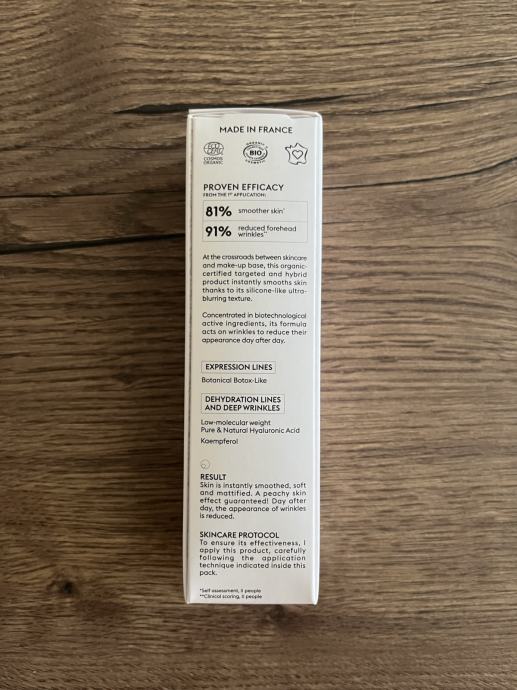 MADE IN FRANCE
ECO
CERT
COSMOS
ORGANIC
BIO
PROVEN EFFICACY
FROM THE 1ST APPLICATION:
81% smoother skin*
91% reduced forehead
wrinkles**
At the crossroads between skincare
and make-up base, this organic-
certified targeted and hybrid
product instantly smooths skin
thanks to its silicone-like ultra-
blurring texture.
Concentrated in biotechnological
active ingredients, its formula
acts on wrinkles to reduce their
appearance day after day.
EXPRESSION LINES
Botanical Botox-Like
DEHYDRATION LINES
AND DEEP WRINKLES
Low-molecular weight
Pure & Natural Hyaluronic Acid
Kaempferol
RESULT
Skin is instantly smoothed, soft
and mattified. A peachy skin
effect guaranteed! Day after
day, the appearance of wrinkles
is reduced.
SKINCARE PROTOCOL
To ensure its effectiveness, I
apply this product, carefully
following the application
technique indicated inside this
pack.
*Self assessment, 11 people
**Clinical scoring, 11 people